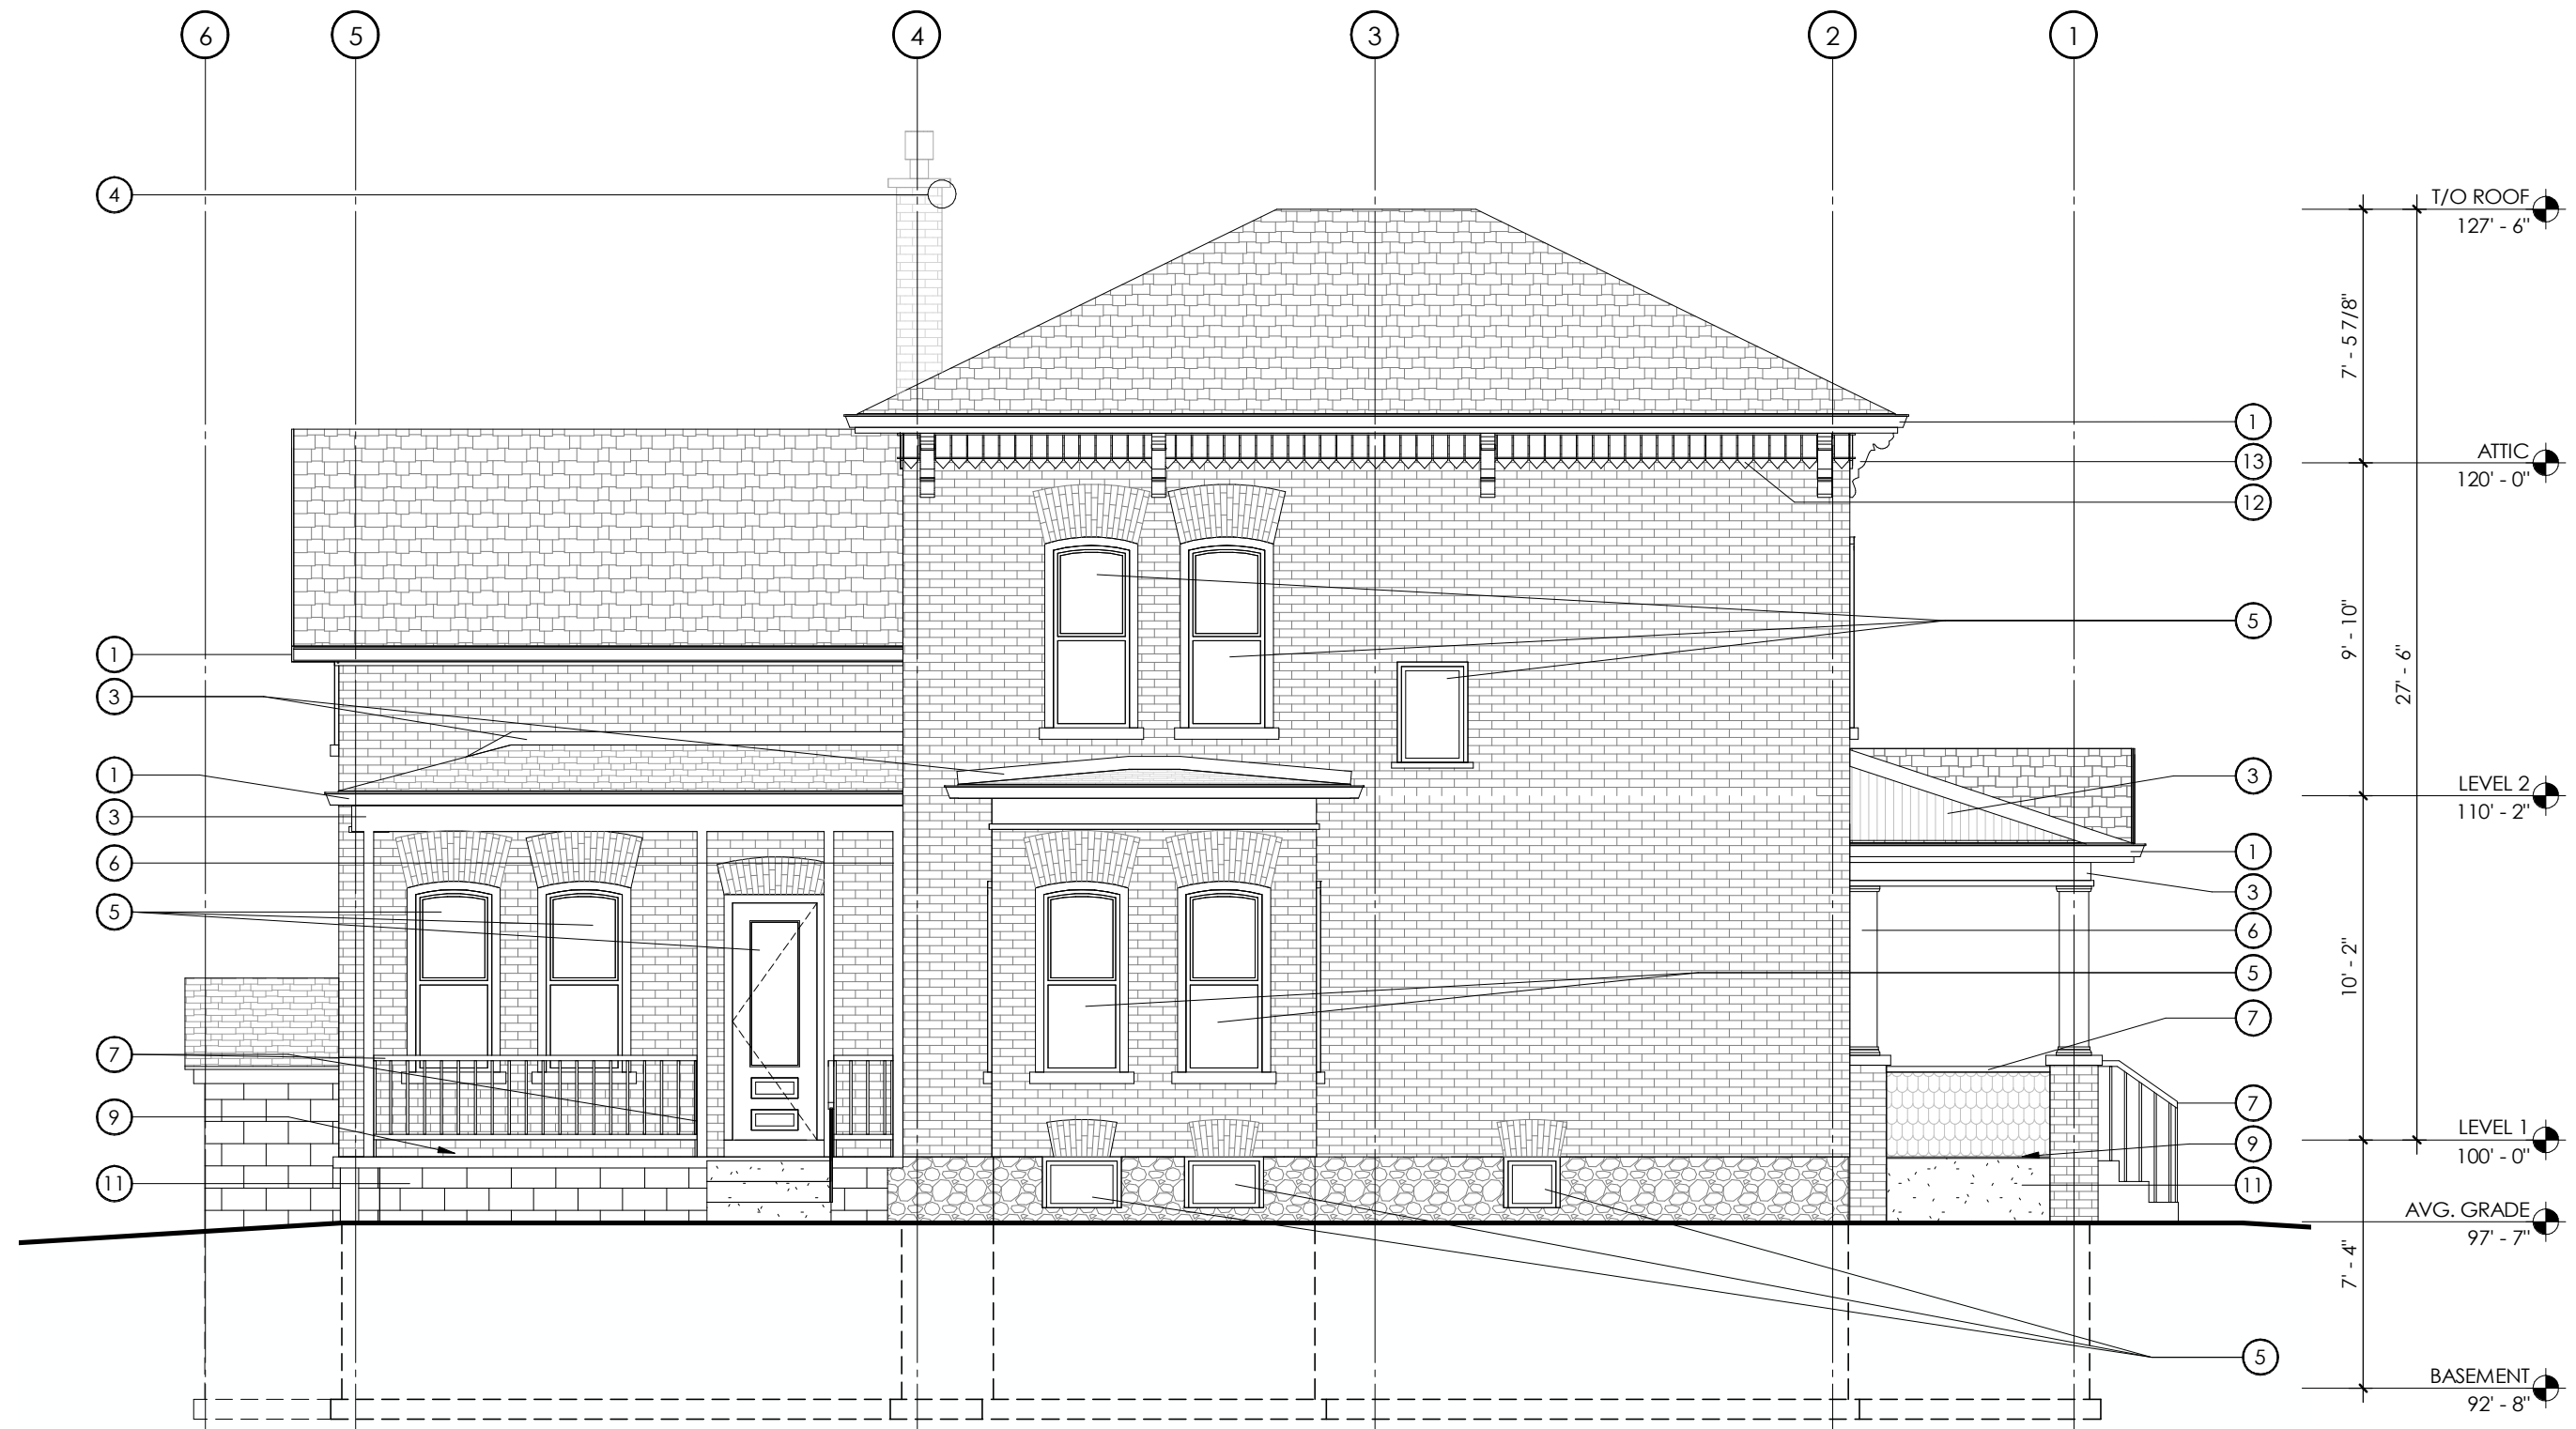 6 5 4 3 2 1
4
T/O ROOF
127' - 6"
7' - 5 7/8"
1
13
12
ATTIC
120' - 0"
5
9' - 10"
27' - 6"
1
3
1
3
3
LEVEL 2
110' - 2"
6
1
3
5
6
5
10' - 2"
7
7
9
7
LEVEL 1
100' - 0"
9
11
11
AVG. GRADE
97' - 7"
7' - 4"
5
BASEMENT
92' - 8"